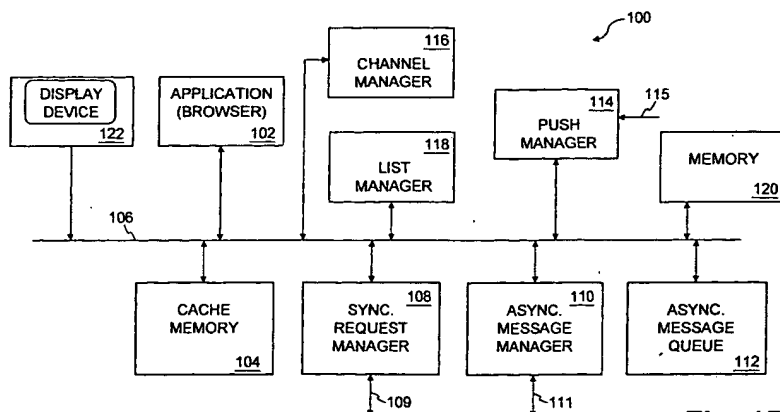 100
116
CHANNEL
MANAGER
DISPLAY
DEVICE
122
APPLICATION
(BROWSER)
102
114
PUSH
MANAGER
115
118
LIST
MANAGER
MEMORY
120
106
CACHE
MEMORY
104
108
SYNC.
REQUEST
MANAGER
110
ASYNC.
MESSAGE
MANAGER
ASYNC.
MESSAGE
QUEUE
112
109
111